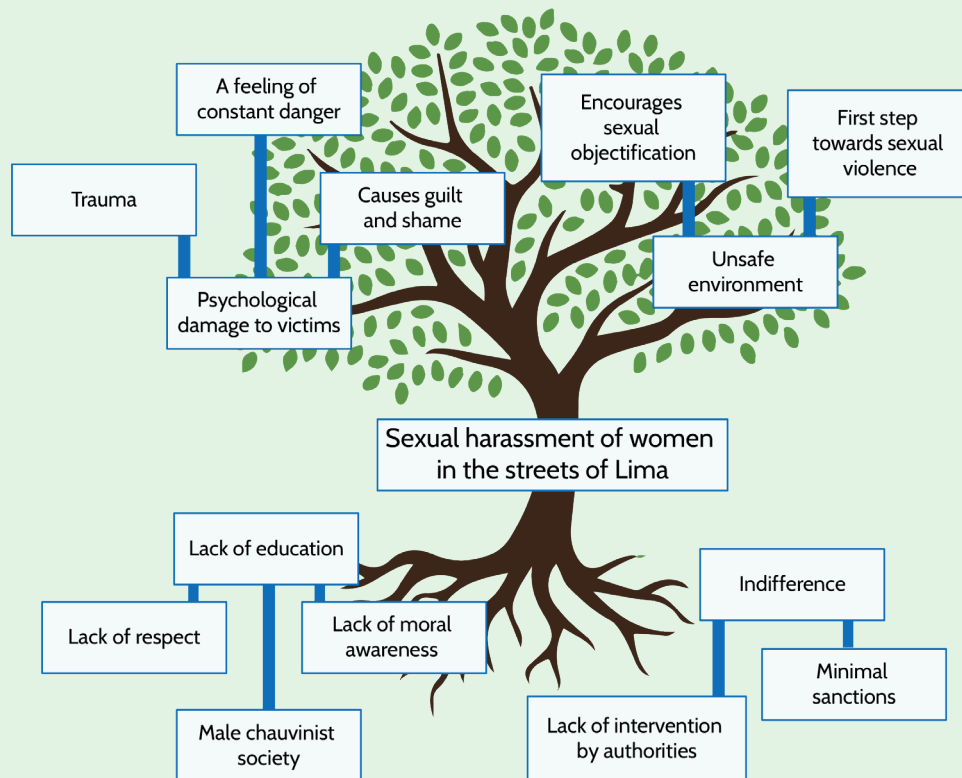 A feeling of
constant danger
Encourages
sexual
objectification
First step
towards sexual
violence
Trauma
Causes guilt
and shame
Unsafe
environment
Psychological
damage to victims
Sexual harassment of women
in the streets of Lima
Lack of education
Indifference
Lack of respect
Lack of moral
awareness
Minimal
sanctions
Male chauvinist
society
Lack of intervention
by authorities